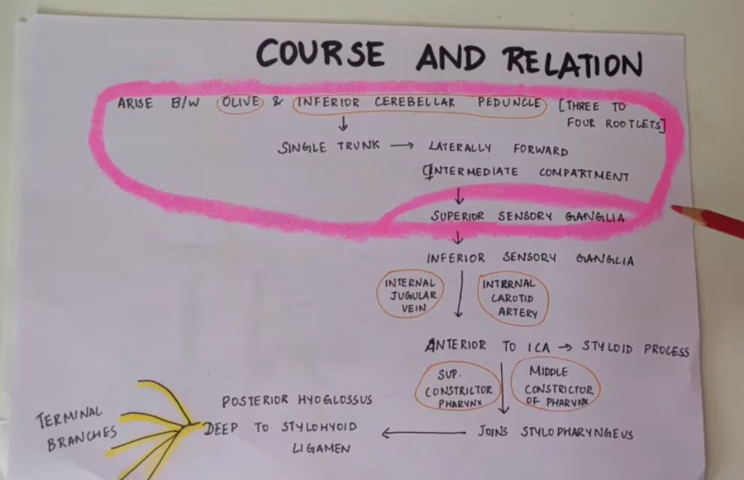 COURSE AND RELATION
ARISE B/W OLIVE & INFERIOR CEREBELLAR PEDUNCLE [THREE TO
FOUR ROOTLETS]
↓
SINGLE TRUNK → LATERALLY FORWARD
(INTERMEDIATE COMPARTMENT
↓
SUPERIOR SENSORY GANGLIA
↓
INFERIOR SENSORY GANGLIA
INTERNAL
JUGULAR
VEIN
↓
INTERNAL
CAROTID
ARTERY
ANTERIOR TO ICA → STYLOID PROCESS
SUP.
CONSTRICTOR
PHARYNX
↓
MIDDLE
CONSTRICTOR
OF PHARYNX
JOINS STYLOPHARYNGEUS
←
POSTERIOR HYOGLOSSUS
DEEP TO STYLOHYOID
LIGAMEN
TERMINAL
BRANCHES